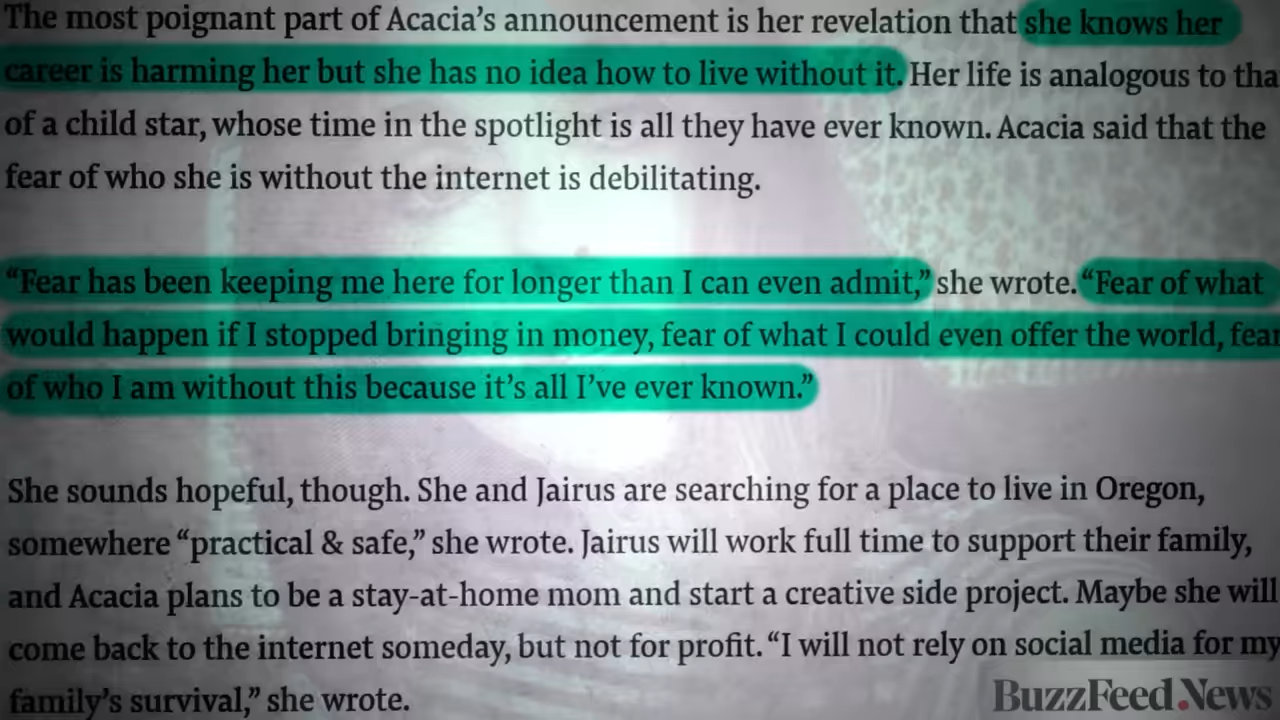 The most poignant part of Acacia’s announcement is her revelation that she knows her
career is harming her but she has no idea how to live without it. Her life is analogous to tha
of a child star, whose time in the spotlight is all they have ever known. Acacia said that the
fear of who she is without the internet is debilitating.
“Fear has been keeping me here for longer than I can even admit,” she wrote. “Fear of what
would happen if I stopped bringing in money, fear of what I could even offer the world, fear
of who I am without this because it’s all I’ve ever known.”
She sounds hopeful, though. She and Jairus are searching for a place to live in Oregon,
somewhere “practical & safe,” she wrote. Jairus will work full time to support their family,
and Acacia plans to be a stay-at-home mom and start a creative side project. Maybe she will
come back to the internet someday, but not for profit. “I will not rely on social media for my
family’s survival,” she wrote.
BuzzFeed.News